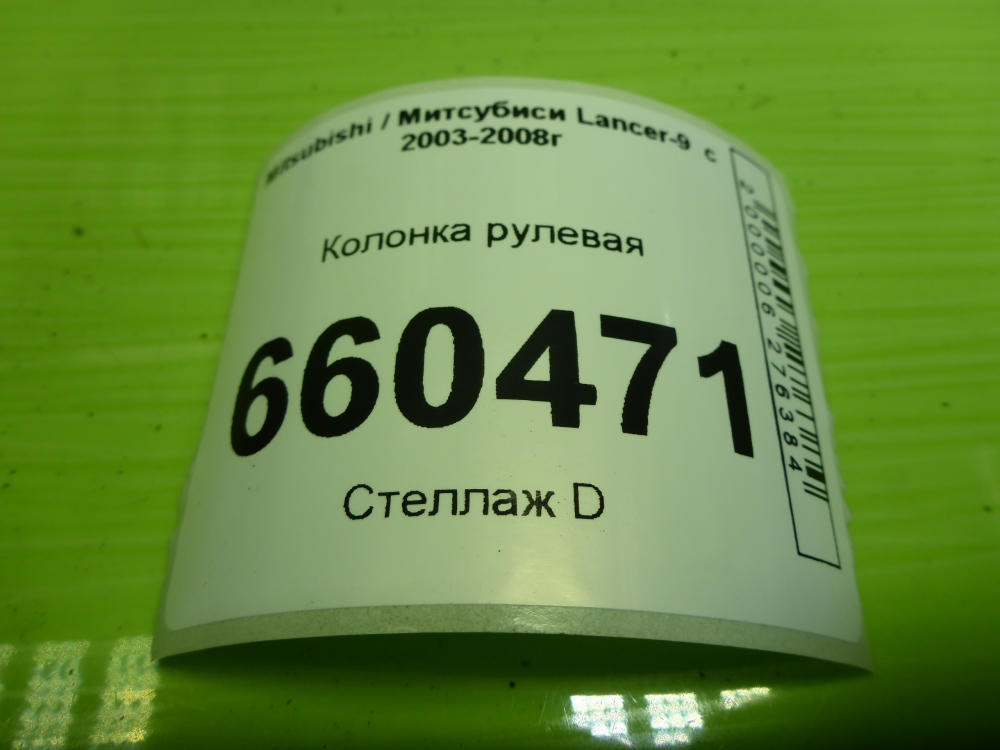 Mitsubishi / Митсубиси Lancer-9 с
2003-2008г
Колонка рулевая
660471
Стеллаж D
2000006276384